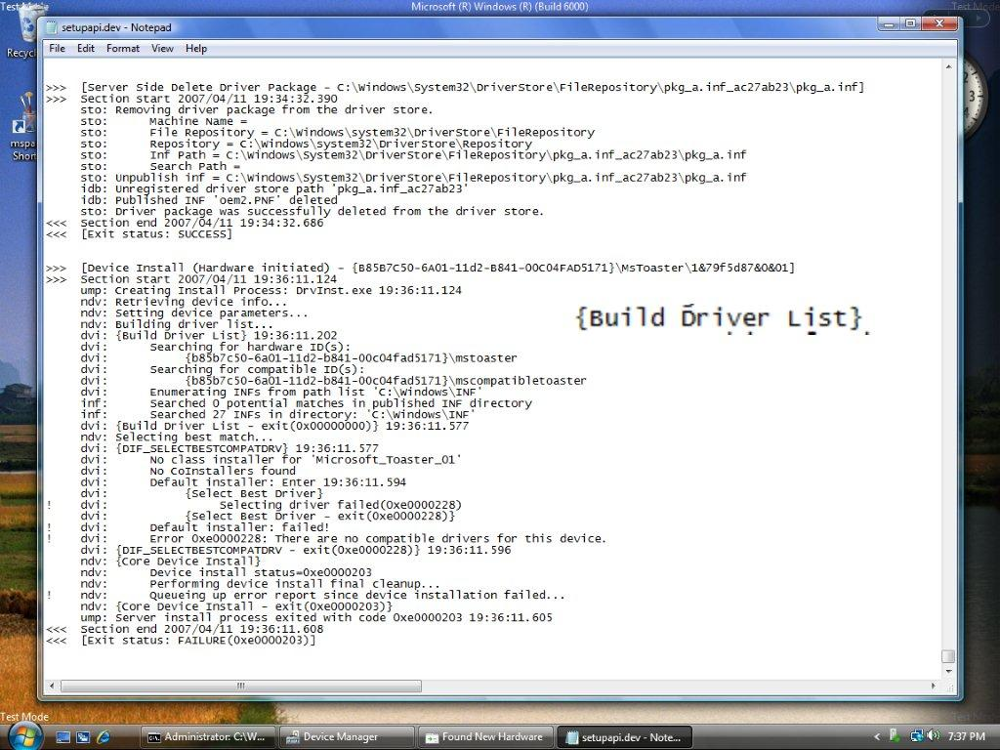 Test Mode
Microsoft (R) Windows (R) (Build 6000)
Test Mode
setupapi.dev - Notepad
File Edit Format View Help
>>>  [Server Side Delete Driver Package - C:\Windows\System32\DriverStore\FileRepository\pkg_a.inf_ac27ab23\pkg_a.inf]
>>>  Section start 2007/04/11 19:34:32.390
     sto: Removing driver package from the driver store.
     sto:      Machine Name =
     sto:      File Repository = C:\Windows\system32\DriverStore\FileRepository
     sto:      Repository = C:\Windows\system32\DriverStore\Repository
     sto:      Inf Path = C:\Windows\System32\DriverStore\FileRepository\pkg_a.inf_ac27ab23\pkg_a.inf
     sto:      Search Path =
     sto: Unpublish inf = C:\Windows\System32\DriverStore\FileRepository\pkg_a.inf_ac27ab23\pkg_a.inf
     idb: Unregistered driver store path 'pkg_a.inf_ac27ab23'
     idb: Published INF 'oem2.PNF' deleted
     sto: Driver package was successfully deleted from the driver store.
<<<  Section end 2007/04/11 19:34:32.686
<<<  [Exit status: SUCCESS]
>>>  [Device Install (Hardware initiated) - {B85B7C50-6A01-11d2-B841-00C04FAD5171}\MsToaster\1&79f5d87&0&01]
>>>  Section start 2007/04/11 19:36:11.124
     ump: Creating Install Process: DrvInst.exe 19:36:11.124
     ndv: Retrieving device info...
     ndv: Setting device parameters...
     ndv: Building driver list...
{Build Driver List}
     dvi: {Build Driver List} 19:36:11.202
     dvi:      Searching for hardware ID(s):
     dvi:           {b85b7c50-6a01-11d2-b841-00c04fad5171}\mstoaster
     dvi:      Searching for compatible ID(s):
     dvi:           {b85b7c50-6a01-11d2-b841-00c04fad5171}\mscompatibletoaster
     dvi:      Enumerating INFs from path list 'C:\Windows\INF'
     inf:      Searched 0 potential matches in published INF directory
     inf:      Searched 27 INFs in directory: 'C:\Windows\INF'
     dvi: {Build Driver List - exit(0x00000000)} 19:36:11.577
     ndv: Selecting best match...
     dvi: {DIF_SELECTBESTCOMPATDRV} 19:36:11.577
     dvi:      No class installer for 'Microsoft_Toaster_01'
     dvi:      No CoInstallers found
     dvi:      Default installer: Enter 19:36:11.594
     dvi:           {Select Best Driver}
!    dvi:                Selecting driver failed(0xe0000228)
     dvi:           {Select Best Driver - exit(0xe0000228)}
!    dvi:      Default installer: failed!
!    dvi:      Error 0xe0000228: There are no compatible drivers for this device.
     dvi: {DIF_SELECTBESTCOMPATDRV - exit(0xe0000228)} 19:36:11.596
     ndv: {Core Device Install}
     ndv:      Device install status=0xe0000203
     ndv:      Performing device install final cleanup...
!    ndv:      Queueing up error report since device installation failed...
     ndv: {Core Device Install - exit(0xe0000203)}
     ump: Server install process exited with code 0xe0000203 19:36:11.605
<<<  Section end 2007/04/11 19:36:11.608
<<<  [Exit status: FAILURE(0xe0000203)]
Test Mode
Administrator: C:\W... Device Manager Found New Hardware setupapi.dev - Note... 7:37 PM